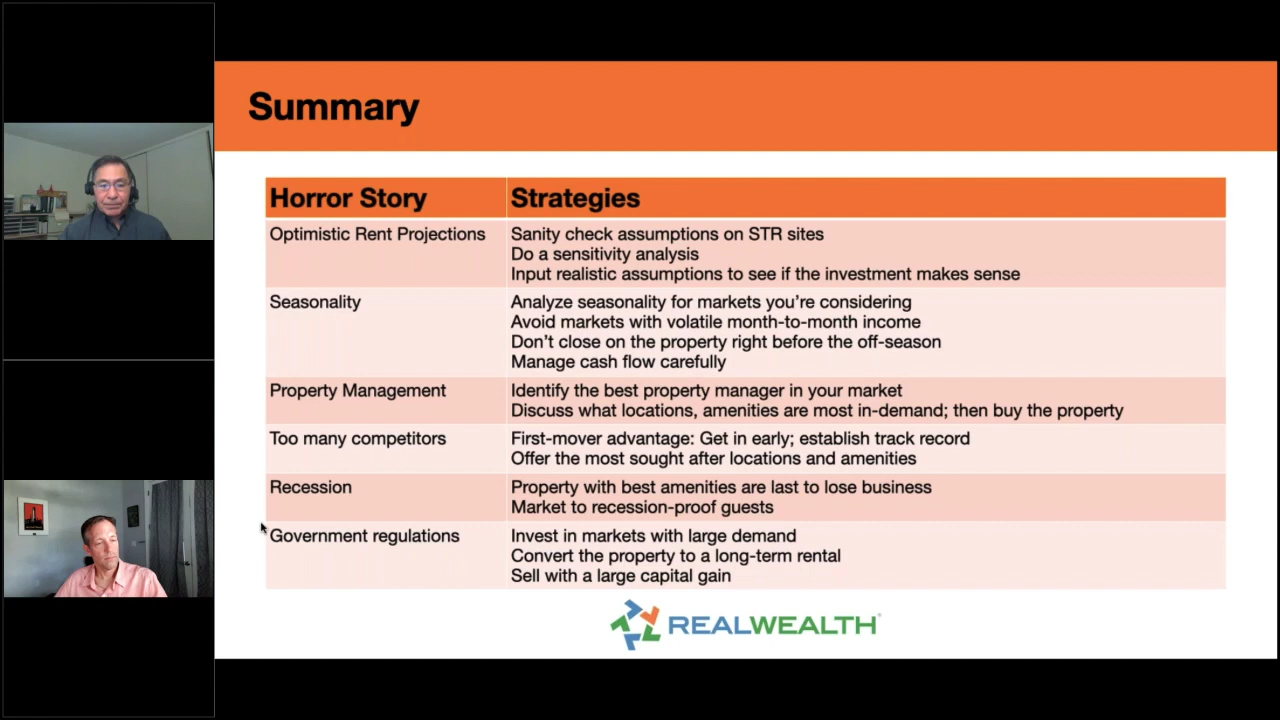 Summary
Horror Story
Strategies
Optimistic Rent Projections
Sanity check assumptions on STR sites
Do a sensitivity analysis
Input realistic assumptions to see if the investment makes sense
Seasonality
Analyze seasonality for markets you're considering
Avoid markets with volatile month-to-month income
Don't close on the property right before the off-season
Manage cash flow carefully
Property Management
Identify the best property manager in your market
Discuss what locations, amenities are most in-demand; then buy the property
Too many competitors
First-mover advantage: Get in early; establish track record
Offer the most sought after locations and amenities
Recession
Property with best amenities are last to lose business
Market to recession-proof guests
Government regulations
Invest in markets with large demand
Convert the property to a long-term rental
Sell with a large capital gain
REALWEALTH